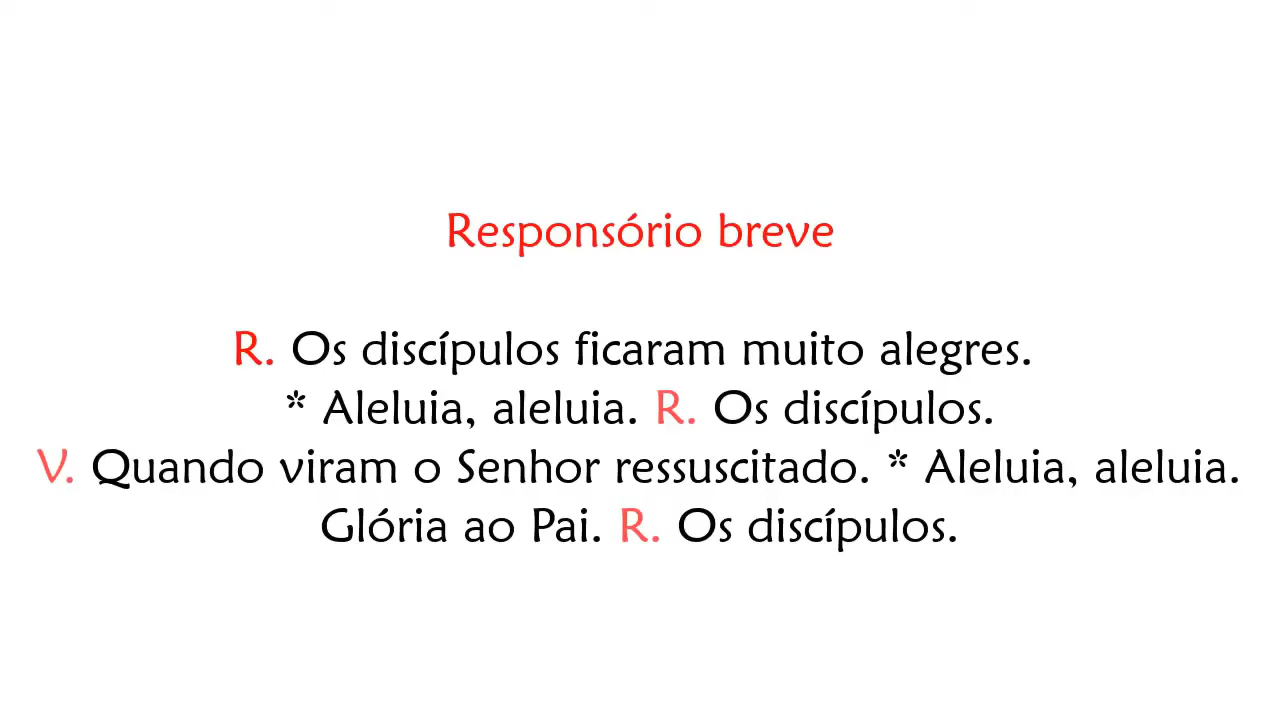 Responsório breve
R. Os discípulos ficaram muito alegres.
* Aleluia, aleluia. R. Os discípulos.
V. Quando viram o Senhor ressuscitado. * Aleluia, aleluia.
Glória ao Pai. R. Os discípulos.